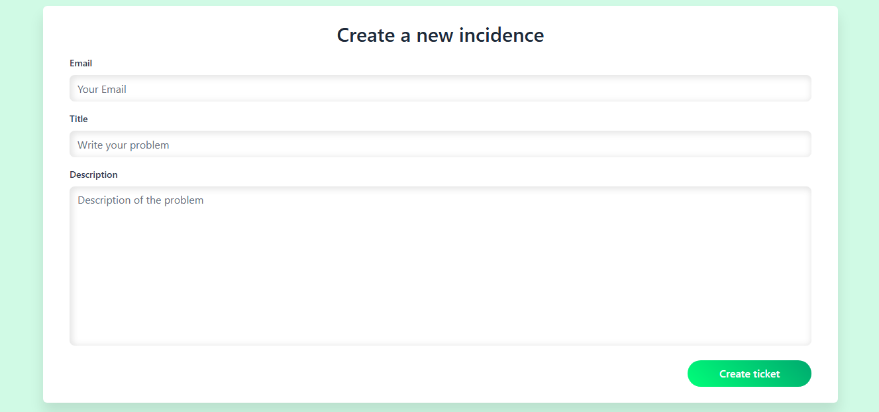 Create a new incidence
Email
Your Email
Title
Write your problem
Description
Description of the problem
Create ticket